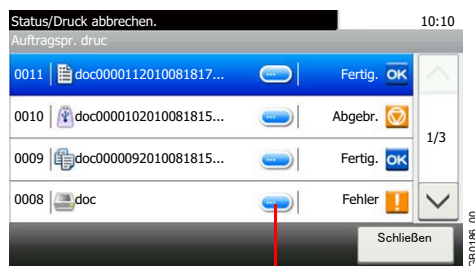 Status/Druck abbrechen.
10:10
Auftragspr. druc
0011 doc0000112010081817... Fertig. OK
0010 doc0000102010081815... Abgebr.
0009 doc0000092010081815... Fertig. OK
0008 doc Fehler
1/3
Schließen